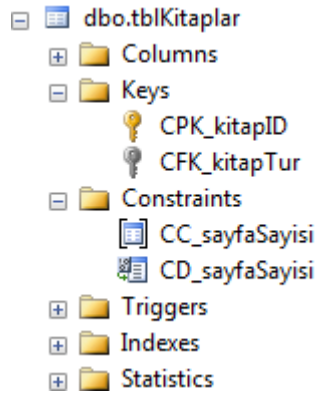 dbo.tblKitaplar
Columns
Keys
CPK_kitapID
CFK_kitapTur
Constraints
CC_sayfaSayisi
CD_sayfaSayisi
Triggers
Indexes
Statistics